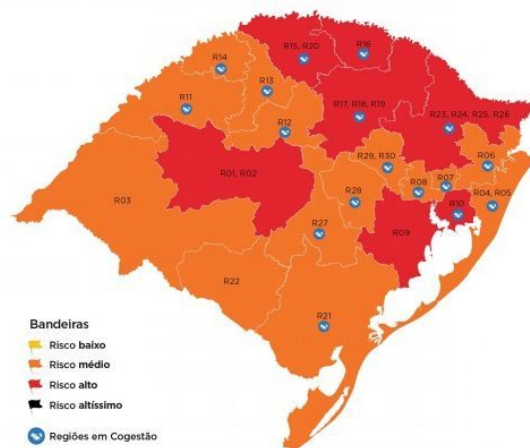 R15, R20
R16
R14
R13
R11
R17, R18, R19
R23, R24, R25, R26
R12
R29, R30
R06
R01, R02
R28
R08
R07
R04, R05
R03
R10
R27
R09
R22
R21
Bandeiras
Risco baixo
Risco médio
Risco alto
Risco altíssimo
Regiões em Cogestão